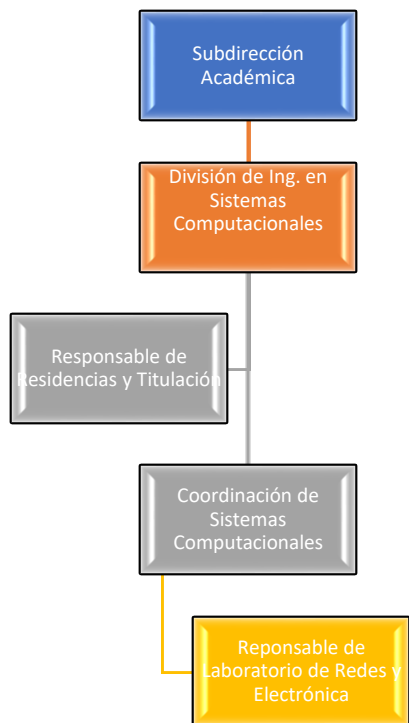 Subdirección
Académica
División de Ing. en
Sistemas
Computacionales
Responsable de
Residencias y Titulación
Coordinación de
Sistemas
Computacionales
Reponsable de
Laboratorio de Redes y
Electrónica